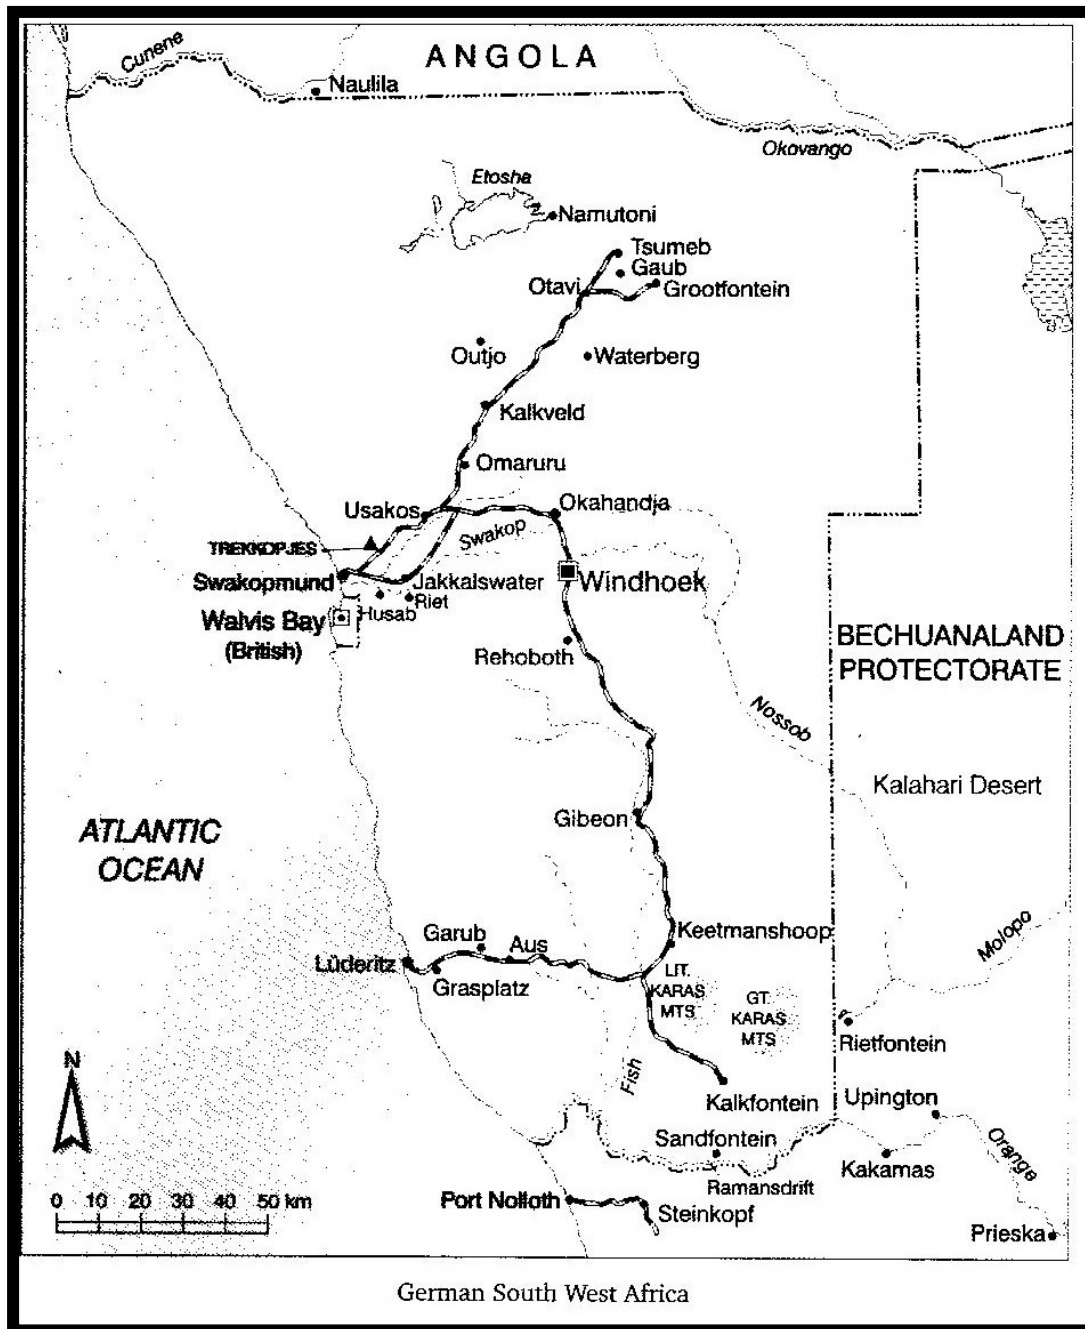 ANGOLA
Cunene
Naulila
Okovango
Etosha
Namutoni
Tsumeb
Gaub
Otavi
Grootfontein
Outjo
Waterberg
Kalkveld
Omaruru
Usakos
Okahandja
Swakop
TREKKOPJES
Swakopmund
Jakkalswater
Windhoek
Riet
Husab
Walvis Bay
(British)
Rehoboth
BECHUANALAND
PROTECTORATE
Nossob
Kalahari Desert
Gibeon
ATLANTIC
OCEAN
Keetmanshoop
Garub
Aus
Molopo
Lüderitz
Grasplatz
LIT.
KARAS
MTS
GT.
KARAS
MTS
Rietfontein
N
Fish
Kalkfontein
Upington
Sandfontein
Orange
Kakamas
Ramansdrift
0 10 20 30 40 50 km
Port Nolloth
Steinkopf
Prieska
German South West Africa